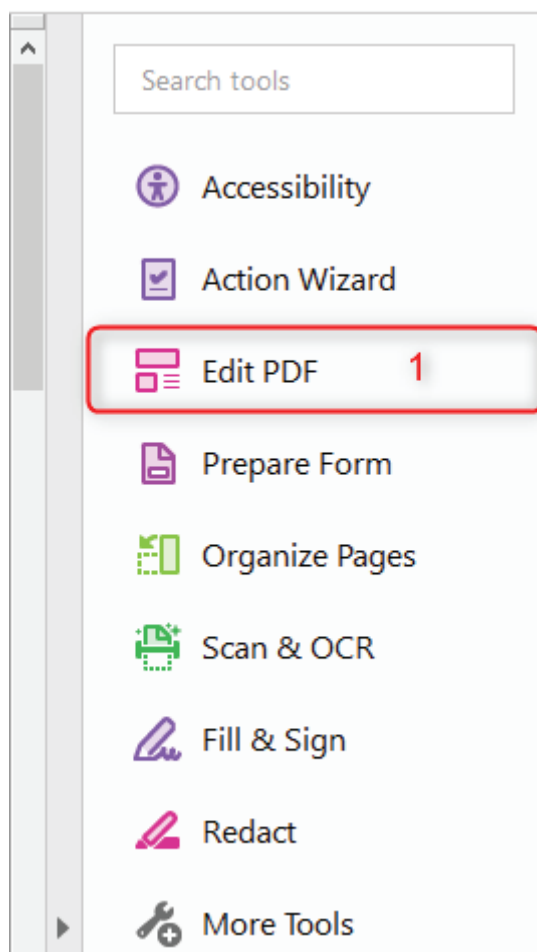 Search tools
Accessibility
Action Wizard
Edit PDF 1
Prepare Form
Organize Pages
Scan & OCR
Fill & Sign
Redact
More Tools